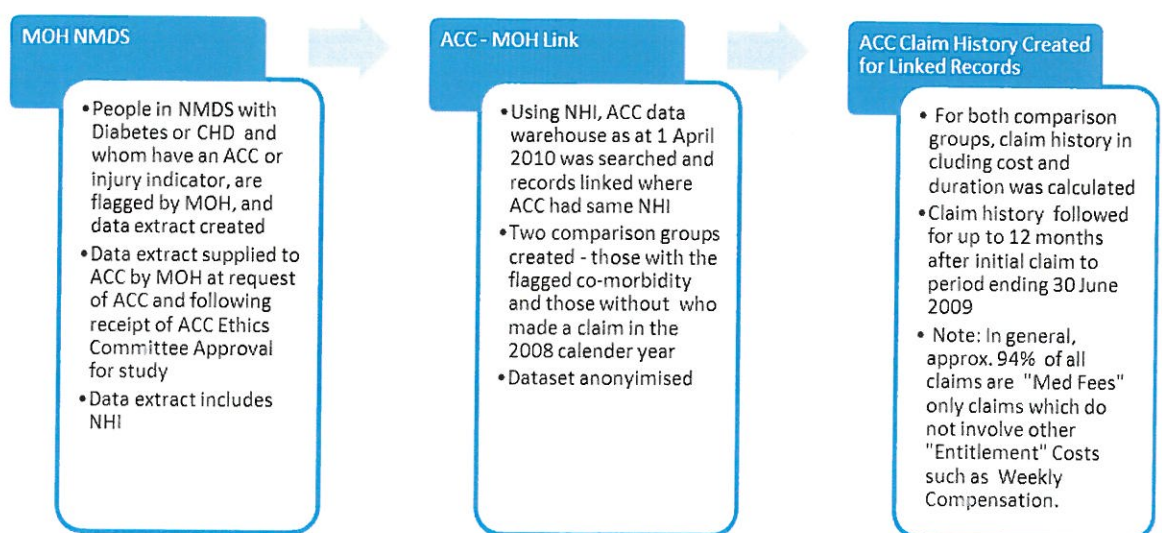 MOH NMDS
•People in NMDS with
Diabetes or CHD and
whom have an ACC or
injury indicator, are
flagged by MOH, and
data extract created
•Data extract supplied to
ACC by MOH at request
of ACC and following
receipt of ACC Ethics
Committee Approval
for study
•Data extract includes
NHI
ACC - MOH Link
•Using NHI, ACC data
warehouse as at 1 April
2010 was searched and
records linked where
ACC had same NHI
•Two comparison groups
created - those with the
flagged co-morbidity
and those without who
made a claim in the
2008 calender year
•Dataset anonyimised
ACC Claim History Created
for Linked Records
• For both comparison
groups, claim history in
cluding cost and
duration was calculated
•Claim history followed
for up to 12 months
after initial claim to
period ending 30 June
2009
• Note: In general,
approx. 94% of all
claims are "Med Fees"
only claims which do
not involve other
"Entitlement" Costs
such as Weekly
Compensation.